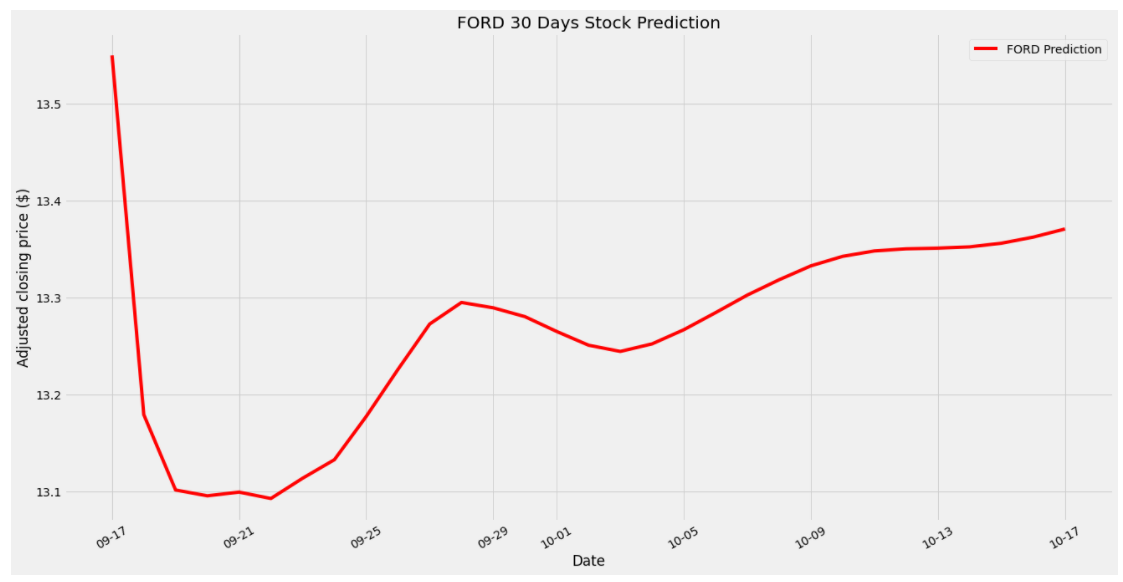 FORD 30 Days Stock Prediction
FORD Prediction
Adjusted closing price ($)
13.5
13.4
13.3
13.2
13.1
09-17 09-21 09-25 09-29 10-01 10-05 10-09 10-13 10-17
Date